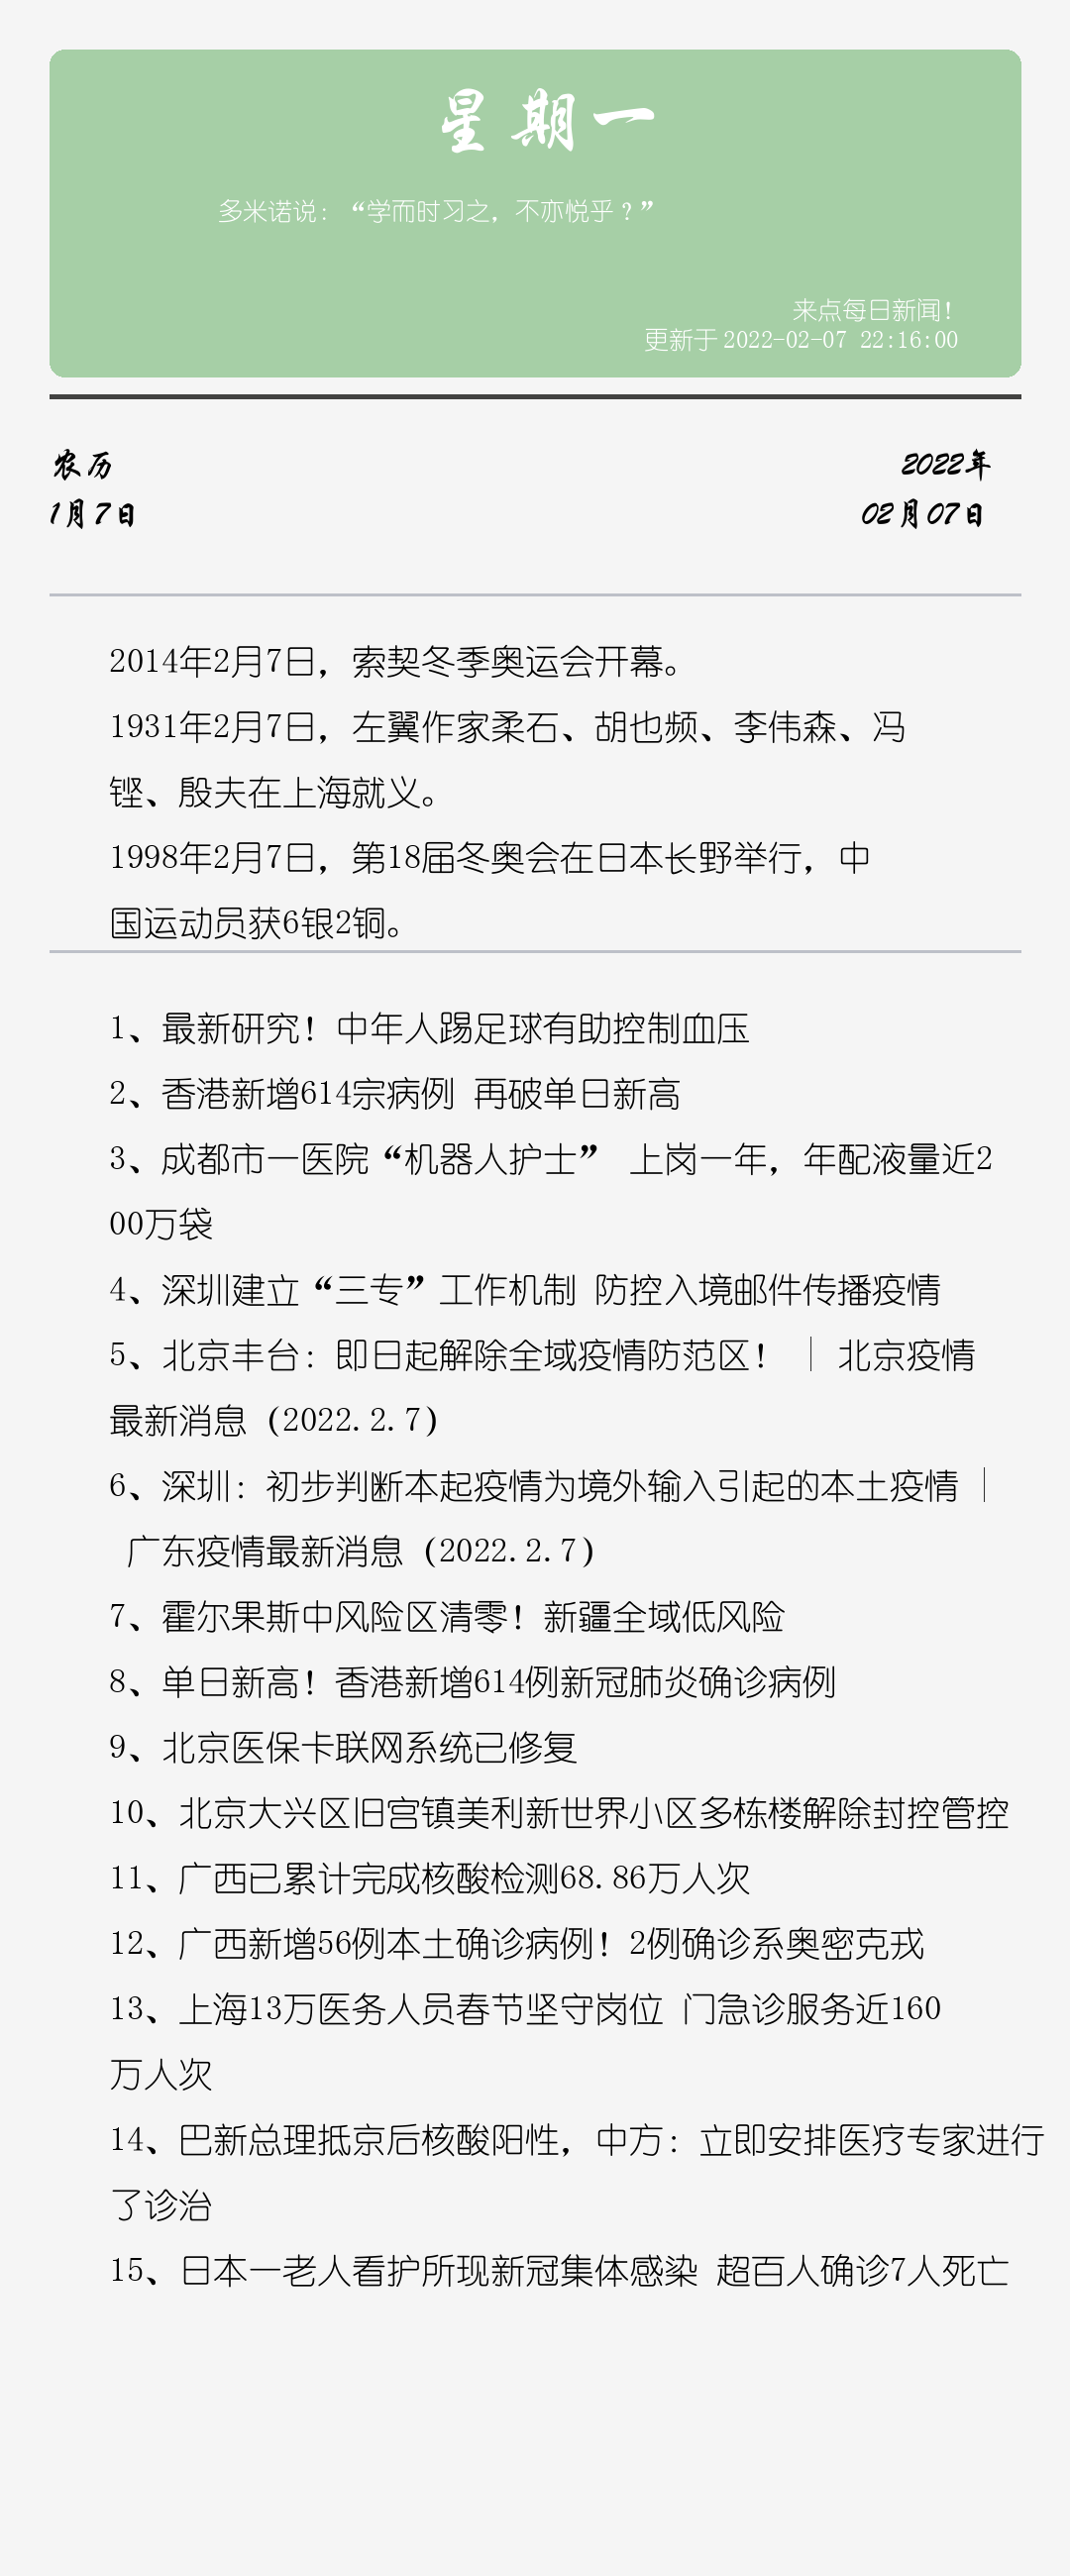 星期一
多米诺说：“学而时习之，不亦悦乎？”
来点每日新闻！
更新于 2022-02-07 22:16:00
农历
2022年
1月7日
02月07日
2014年2月7日，索契冬季奥运会开幕。
1931年2月7日，左翼作家柔石、胡也频、李伟森、冯
铿、殷夫在上海就义。
1998年2月7日，第18届冬奥会在日本长野举行，中
国运动员获6银2铜。
1、最新研究！中年人踢足球有助控制血压
2、香港新增614宗病例 再破单日新高
3、成都市一医院“机器人护士” 上岗一年，年配液量近2
00万袋
4、深圳建立“三专”工作机制 防控入境邮件传播疫情
5、北京丰台：即日起解除全域疫情防范区！ | 北京疫情
最新消息（2022.2.7）
6、深圳：初步判断本起疫情为境外输入引起的本土疫情 |
广东疫情最新消息（2022.2.7）
7、霍尔果斯中风险区清零！新疆全域低风险
8、单日新高！香港新增614例新冠肺炎确诊病例
9、北京医保卡联网系统已修复
10、北京大兴区旧宫镇美利新世界小区多栋楼解除封控管控
11、广西已累计完成核酸检测68.86万人次
12、广西新增56例本土确诊病例！2例确诊系奥密克戎
13、上海13万医务人员春节坚守岗位 门急诊服务近160
万人次
14、巴新总理抵京后核酸阳性，中方：立即安排医疗专家进行
了诊治
15、日本一老人看护所现新冠集体感染 超百人确诊7人死亡